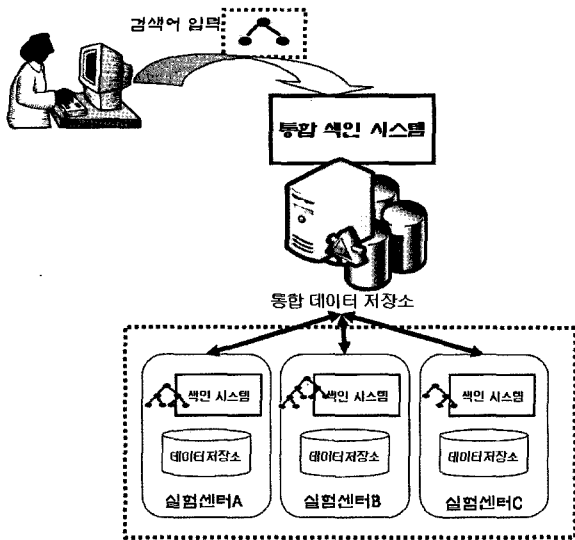 검색어 입력
통합 색인 시스템
통합 데이터 저장소
색인 시스템
색인 시스템
색인 시스템
데이터저장소
데이터저장소
데이터저장소
실험센터A
실험센터B
실험센터C